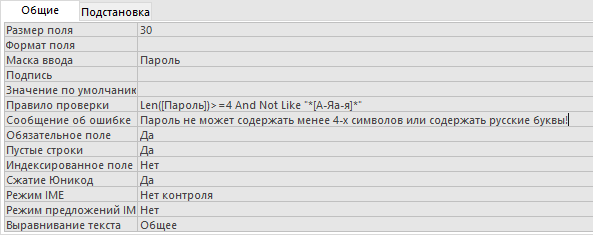 Общие Подстановка
Размер поля 30
Формат поля
Маска ввода Пароль
Подпись
Значение по умолчани
Правило проверки Len([Пароль])>=4 And Not Like "*[А-Яа-я]*"
Сообщение об ошибке Пароль не может содержать менее 4-х символов или содержать русские буквы!
Обязательное поле Да
Пустые строки Да
Индексированное поле Нет
Сжатие Юникод Да
Режим IME Нет контроля
Режим предложений IM Нет
Выравнивание текста Общее